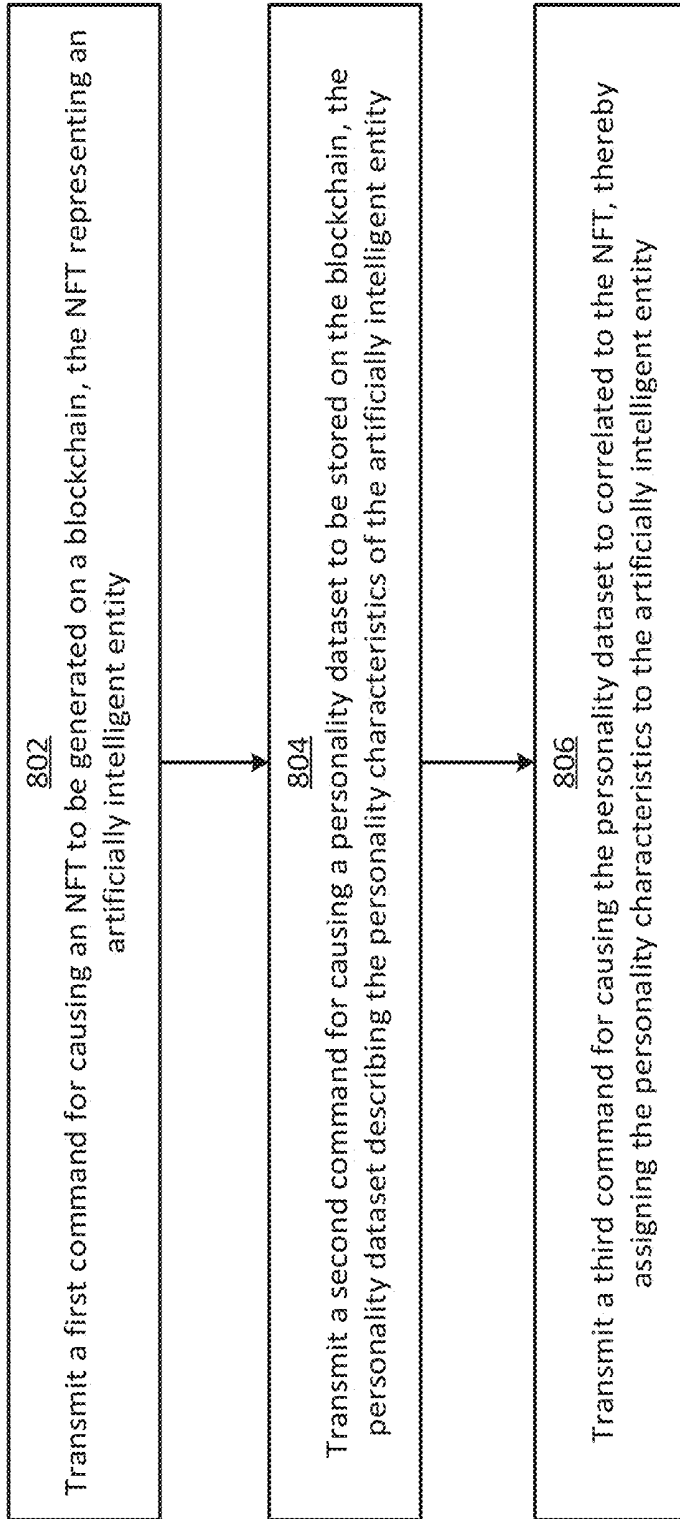 802
Transmit a first command for causing an NFT to be generated on a blockchain, the NFT representing an
artificially intelligent entity
804
Transmit a second command for causing a personality dataset to be stored on the blockchain, the
personality dataset describing the personality characteristics of the artificially intelligent entity
806
Transmit a third command for causing the personality dataset to correlated to the NFT, thereby
assigning the personality characteristics to the artificially intelligent entity